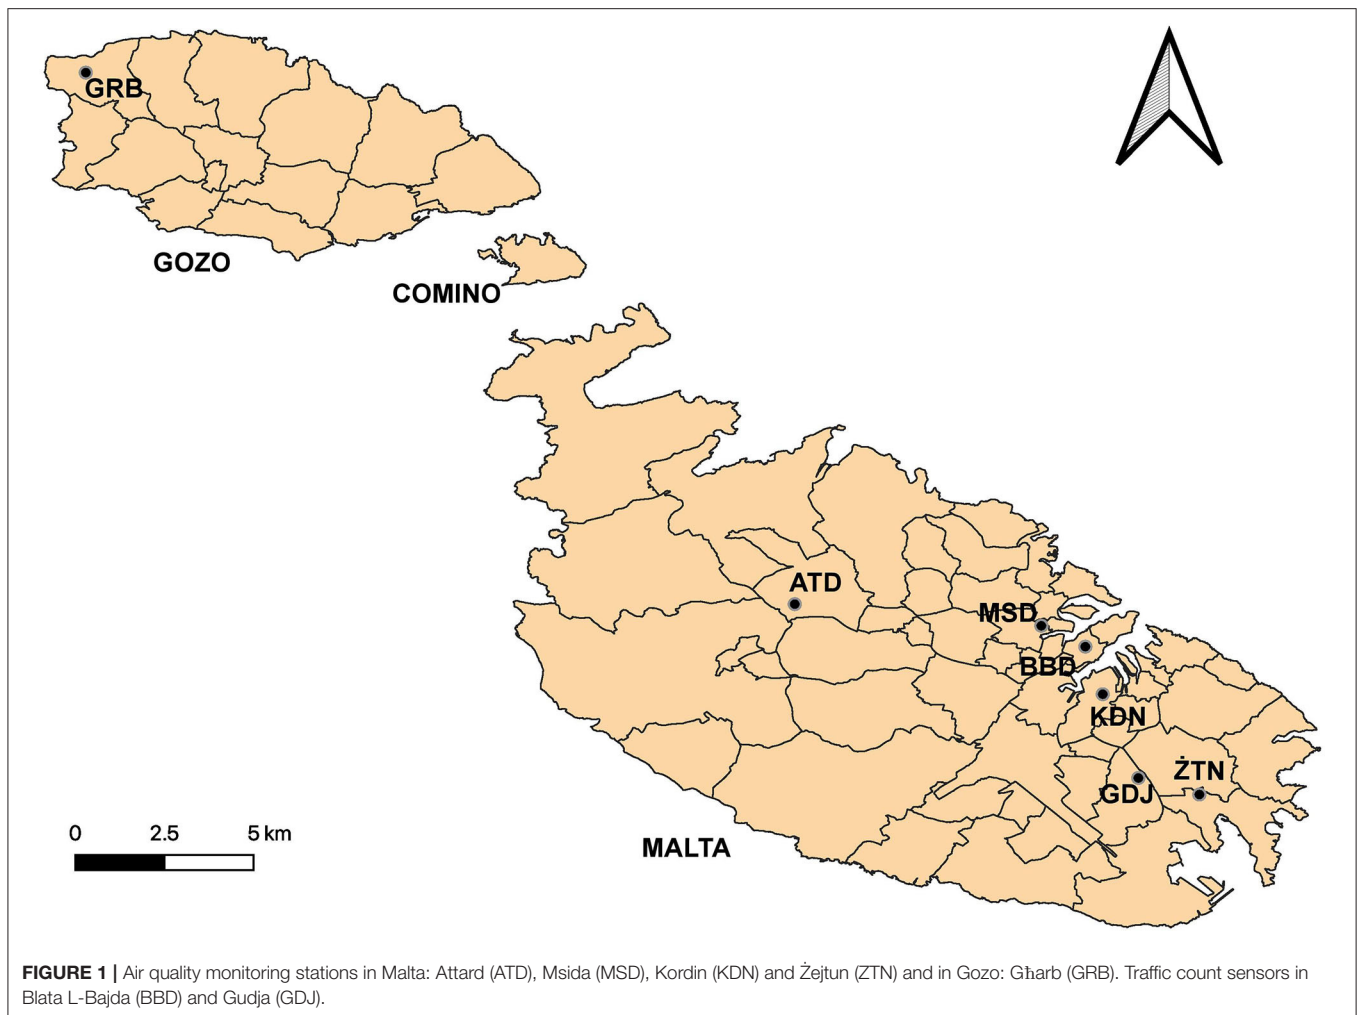 GRB
GOZO
COMINO
ATD
MSD
BBD
KDN
ŻTN
GDJ
MALTA
0 2.5 5 km
FIGURE 1 | Air quality monitoring stations in Malta: Attard (ATD), Msida (MSD), Kordin (KDN) and Żejtun (ZTN) and in Gozo: Għarb (GRB). Traffic count sensors in
Blata L-Bajda (BBD) and Gudja (GDJ).